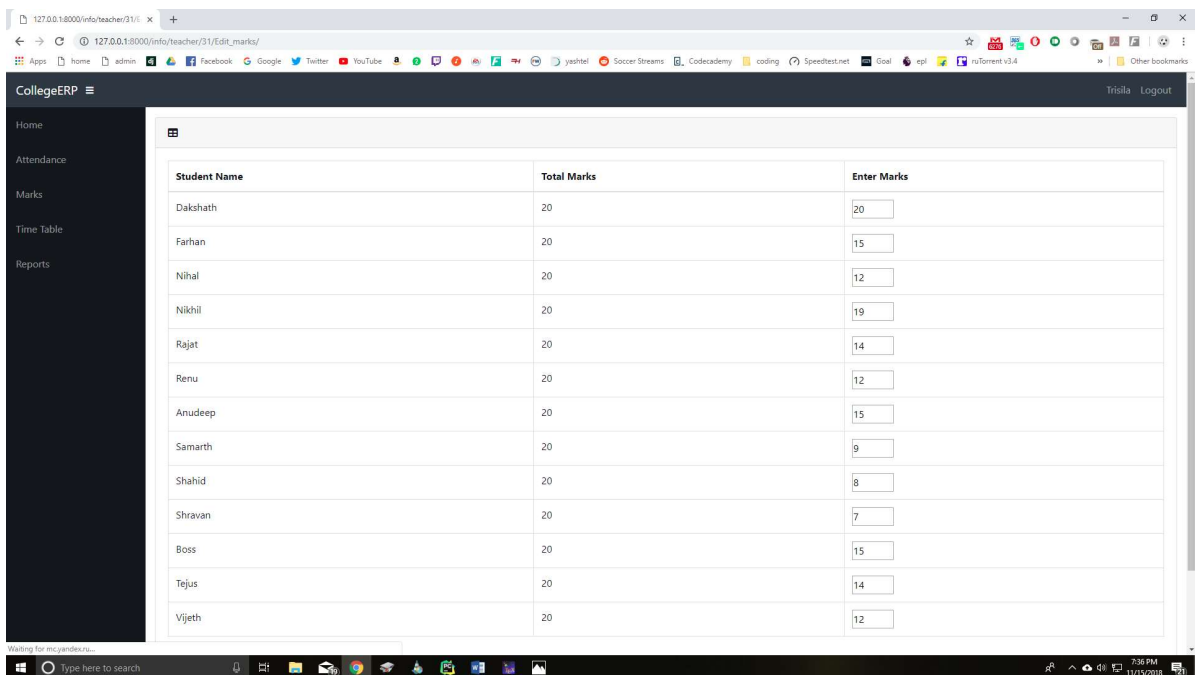 127.0.0.1:8000/info/teacher/31/E
127.0.0.1:8000/info/teacher/31/Edit_marks/
Apps home admin Facebook Google Twitter YouTube yashtel Soccer Streams Codecademy coding Speedtest.net Goal epl ruTorrent v3.4 » Other bookmarks
CollegeERP Trisila Logout
Home
Attendance
Marks
Time Table
Reports
Student Name Total Marks Enter Marks
Dakshath 20 20
Farhan 20 15
Nihal 20 12
Nikhil 20 19
Rajat 20 14
Renu 20 12
Anudeep 20 15
Samarth 20 9
Shahid 20 8
Shravan 20 7
Boss 20 15
Tejus 20 14
Vijeth 20 12
Waiting for mc.yandex.ru...
Type here to search
7:36 PM
11/15/2018